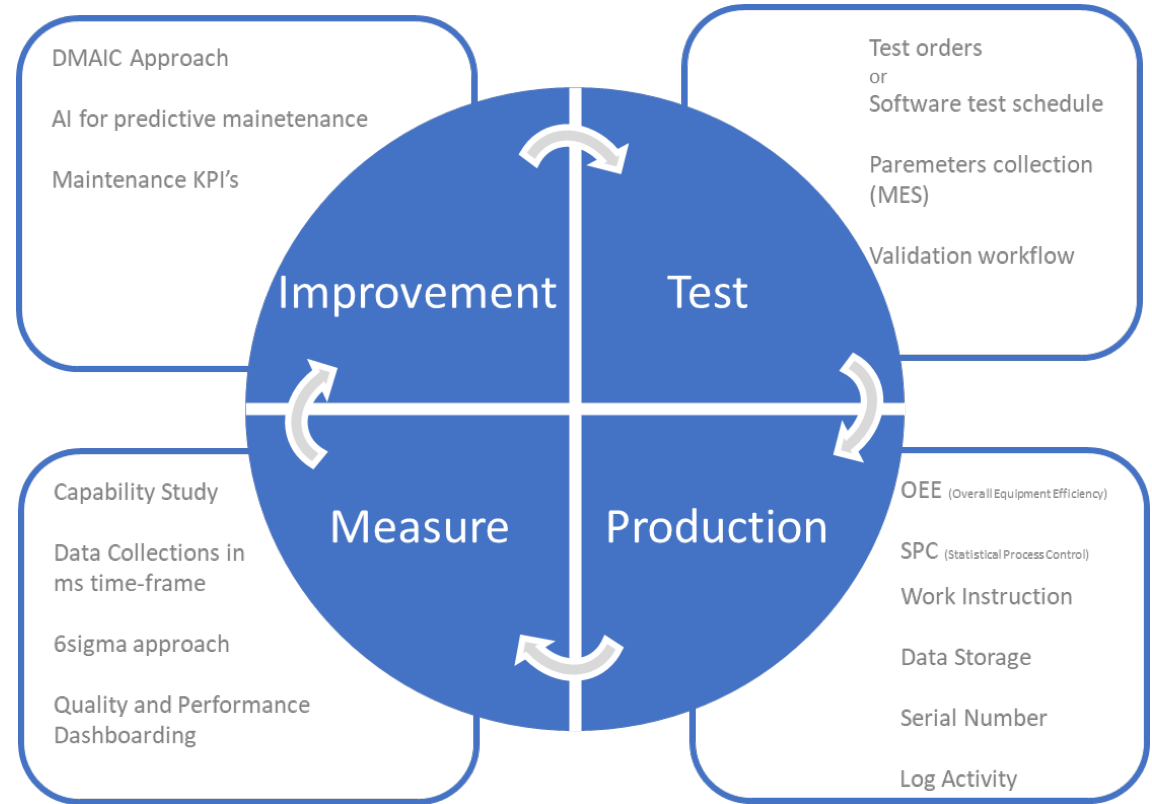 DMAIC Approach
AI for predictive mainetenance
Maintenance KPI's
Test orders
or
Software test schedule
Paremeters collection
(MES)
Validation workflow
Improvement
Test
Measure
Production
Capability Study
Data Collections in
ms time-frame
6sigma approach
Quality and Performance
Dashboarding
OEE (Overall Equipment Efficiency)
SPC (Statistical Process Control)
Work Instruction
Data Storage
Serial Number
Log Activity